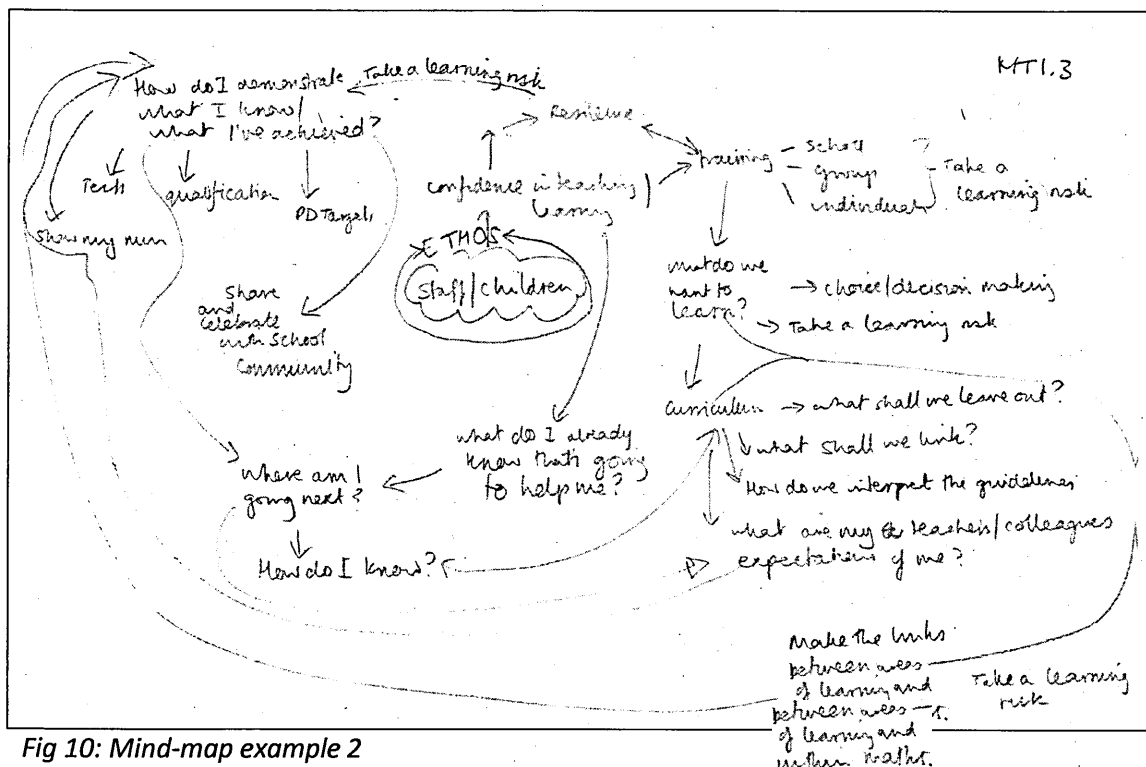 MT1.3
How do I demonstrate
what I know/
what I've achieved?
Take a learning risk
Resilience
Tests
qualification
PD Targets
Show my
Share
and
celebrate
with school
Community
confidence in teaching/
learning
ETHOS
Staff/children
training
school
group
individual
?
Take a
learning risk
what do we
want to
learn?
choice/decision making
Take a learning risk
Curriculum
what shall we leave out?
what shall we link?
How do we interpret the guidelines
what are my teachers/colleagues
expectations of me?
what do I already
know that's going
to help me?
where am I
going next?
How do I know?
Make the links
between areas
of learning and
between areas
of learning and
within maths.
Take a learning
risk
Fig 10: Mind-map example 2